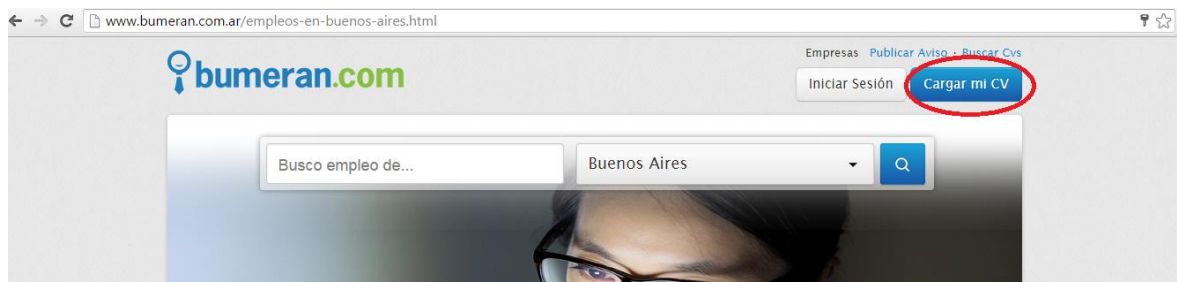 www.bumeran.com.ar/empleos-en-buenos-aires.html
bumeran.com
Empresas Publicar Aviso · Buscar Cvs
Iniciar Sesión Cargar mi CV
Busco empleo de... Buenos Aires